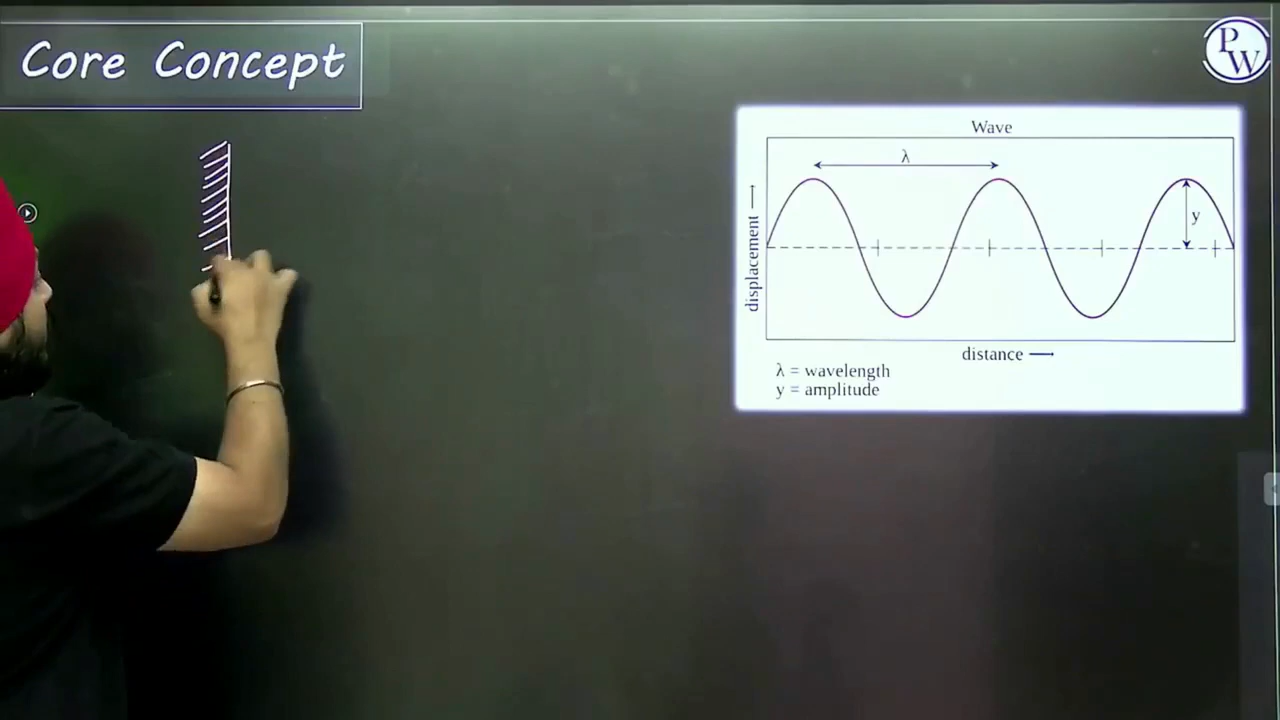 Core Concept
PW
Wave
λ
y
displacement
distance
λ = wavelength
y = amplitude